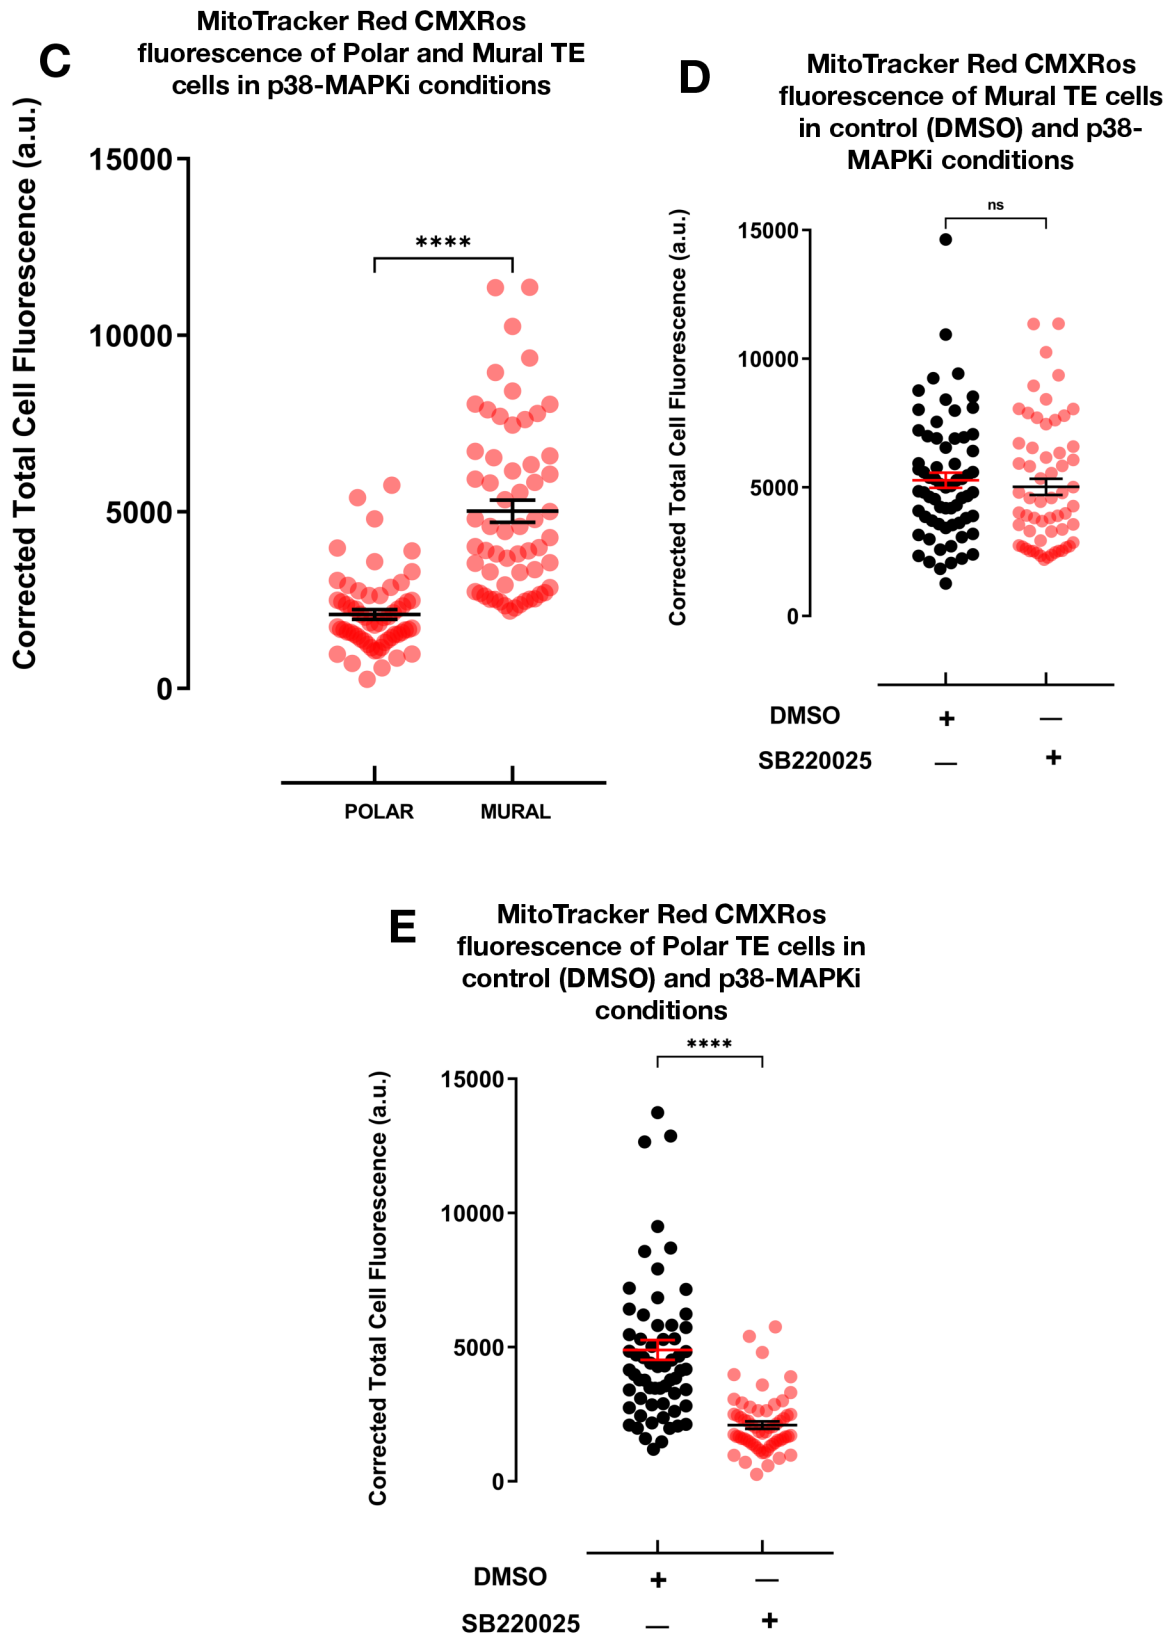 C
MitoTracker Red CMXRos
fluorescence of Polar and Mural TE
cells in p38-MAPKi conditions
Corrected Total Cell Fluorescence (a.u.)
15000
10000
5000
0
****
POLAR MURAL
D
MitoTracker Red CMXRos
fluorescence of Mural TE cells
in control (DMSO) and p38-
MAPKi conditions
Corrected Total Cell Fluorescence (a.u.)
15000
10000
5000
0
ns
DMSO + —
SB220025 — +
E
MitoTracker Red CMXRos
fluorescence of Polar TE cells in
control (DMSO) and p38-MAPKi
conditions
Corrected Total Cell Fluorescence (a.u.)
15000
10000
5000
0
****
DMSO + —
SB220025 — +